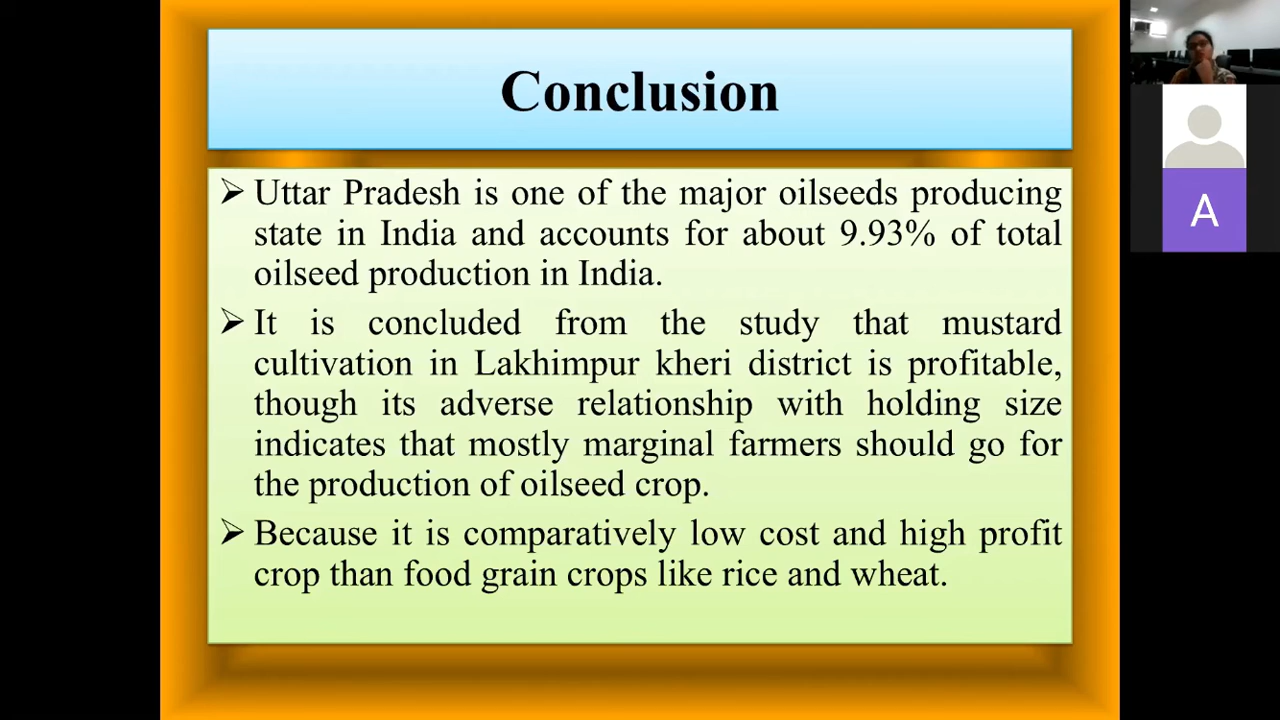 Conclusion
➢ Uttar Pradesh is one of the major oilseeds producing
state in India and accounts for about 9.93% of total
oilseed production in India.
➢ It is concluded from the study that mustard
cultivation in Lakhimpur kheri district is profitable,
though its adverse relationship with holding size
indicates that mostly marginal farmers should go for
the production of oilseed crop.
➢ Because it is comparatively low cost and high profit
crop than food grain crops like rice and wheat.
A